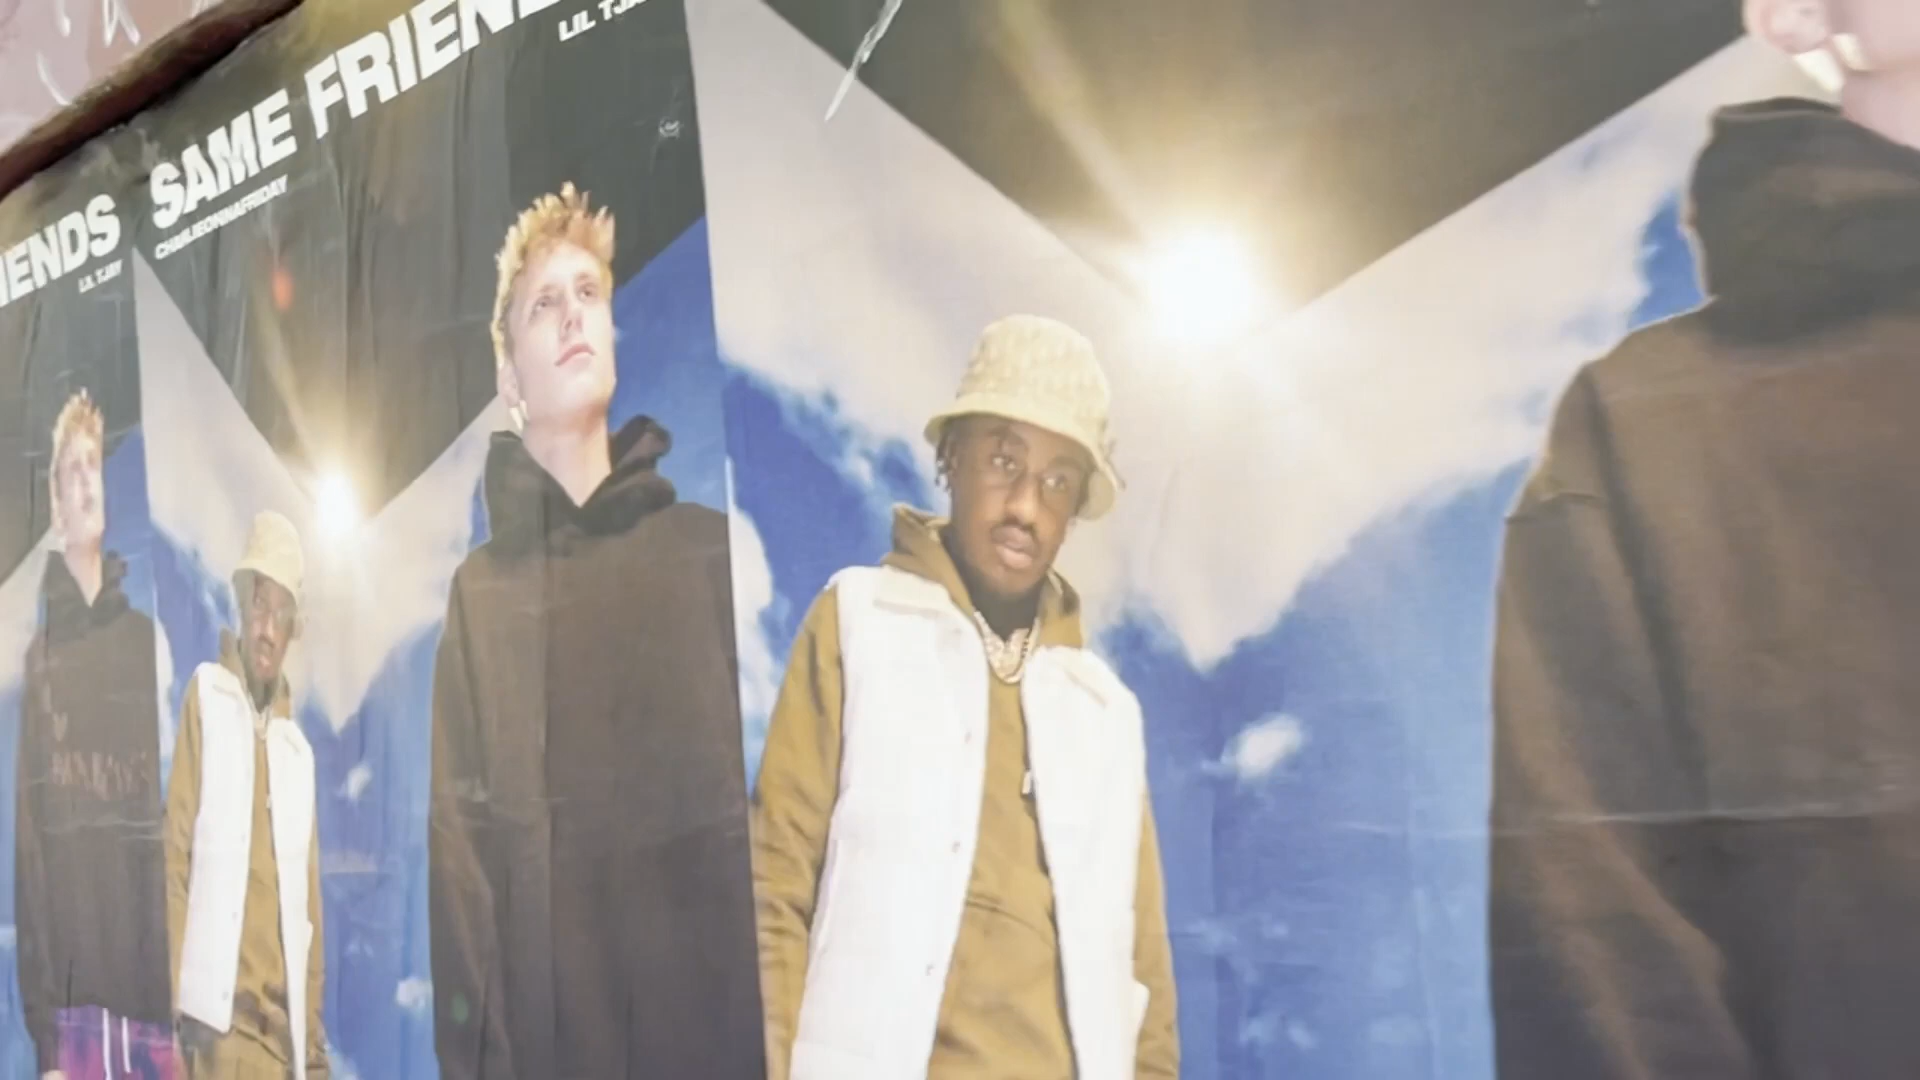 IENDS
LIL TJAY
SAME FRIEN
CHARLIEONNAFRIDAY
LIL TJA